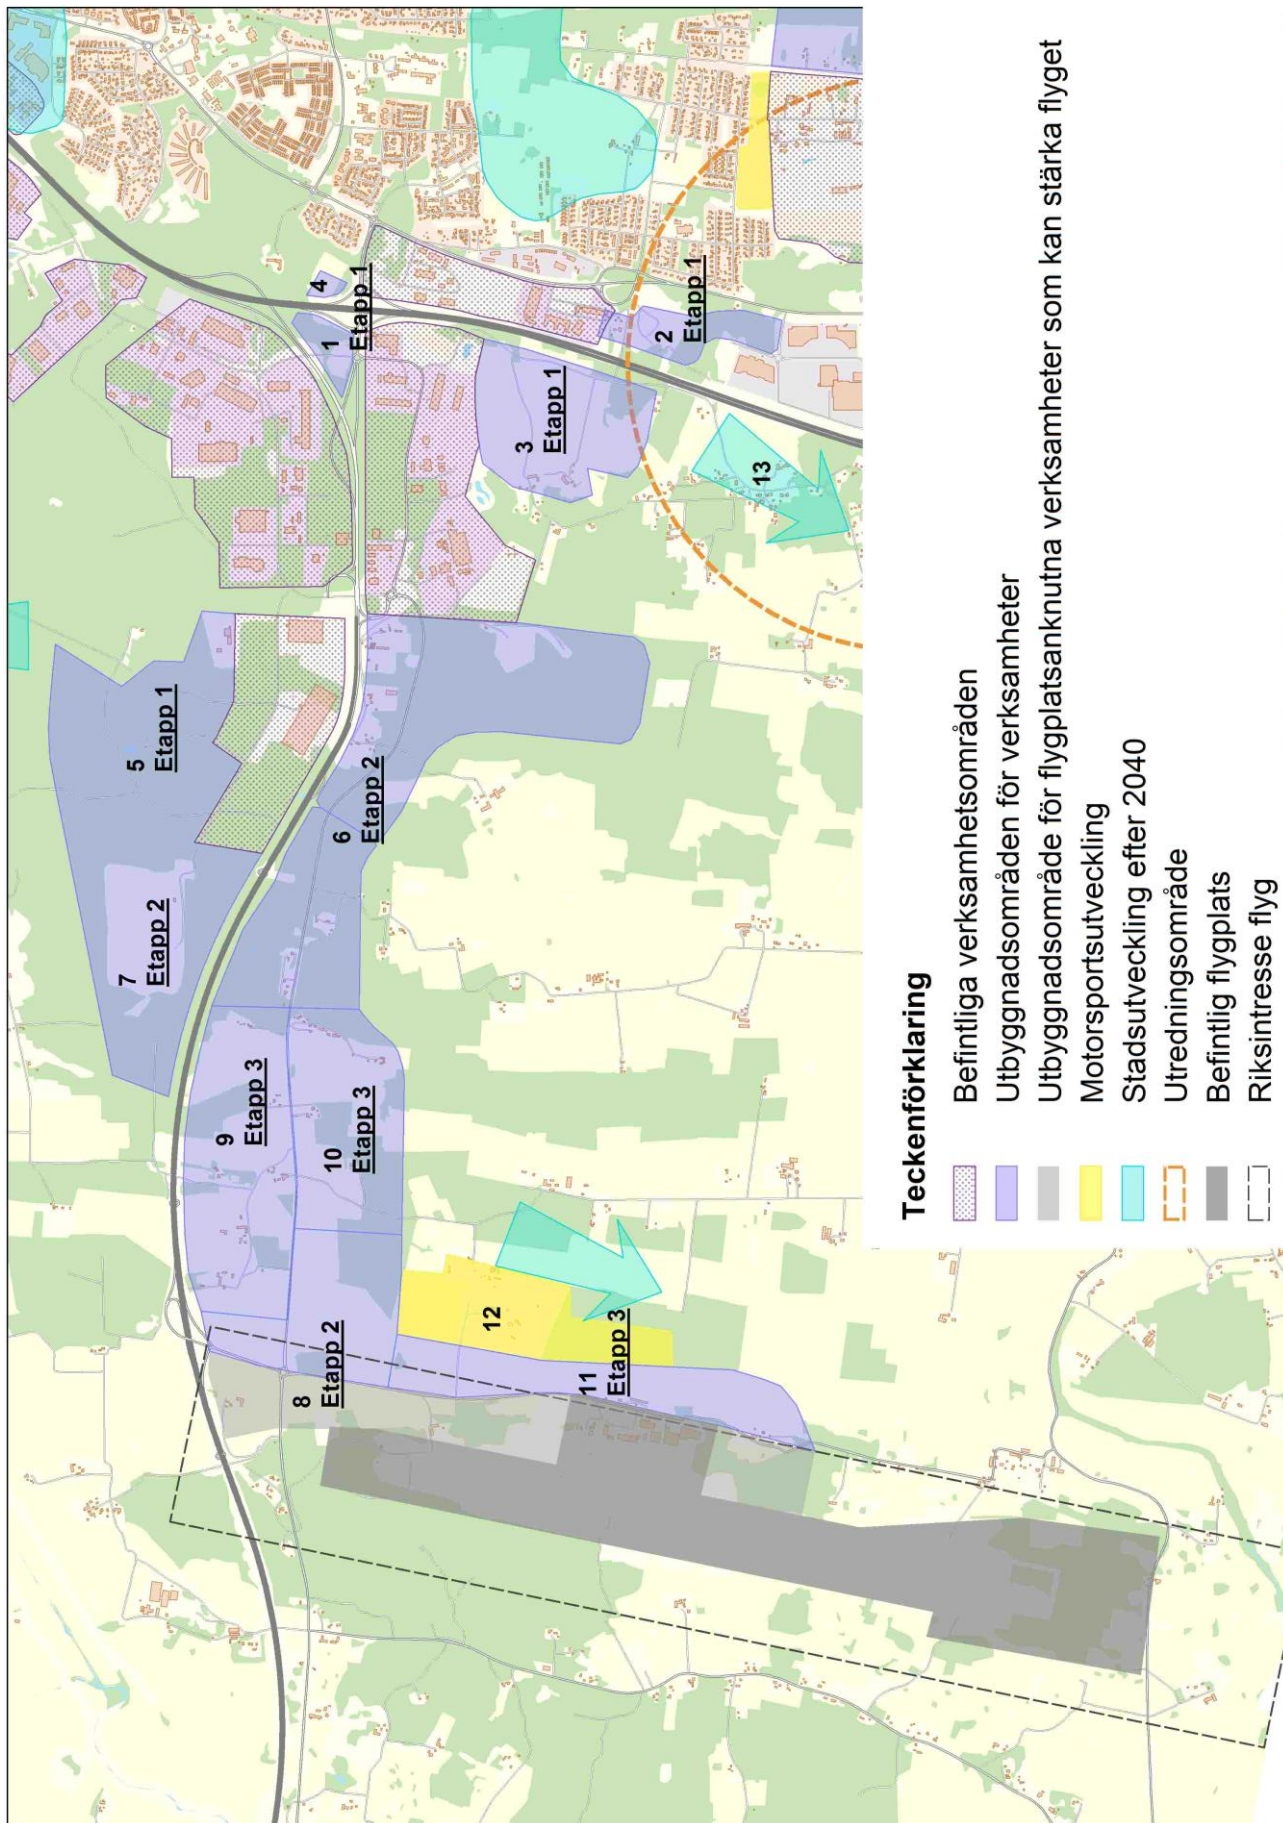 1
Etapp 1
2
Etapp 1
3
Etapp 1
4
5
Etapp 1
6
Etapp 2
7
Etapp 2
8
Etapp 2
9
Etapp 3
10
Etapp 3
11
Etapp 3
12
13
Teckenförklaring
Befintliga verksamhetsområden
Utbyggnadsområden för verksamheter
Utbyggnadsområde för flygplatsanknutna verksamheter som kan stärka flyget
Motorsportsutveckling
Stadsutveckling efter 2040
Utredningsområde
Befintlig flygplats
Riksintresse flyg